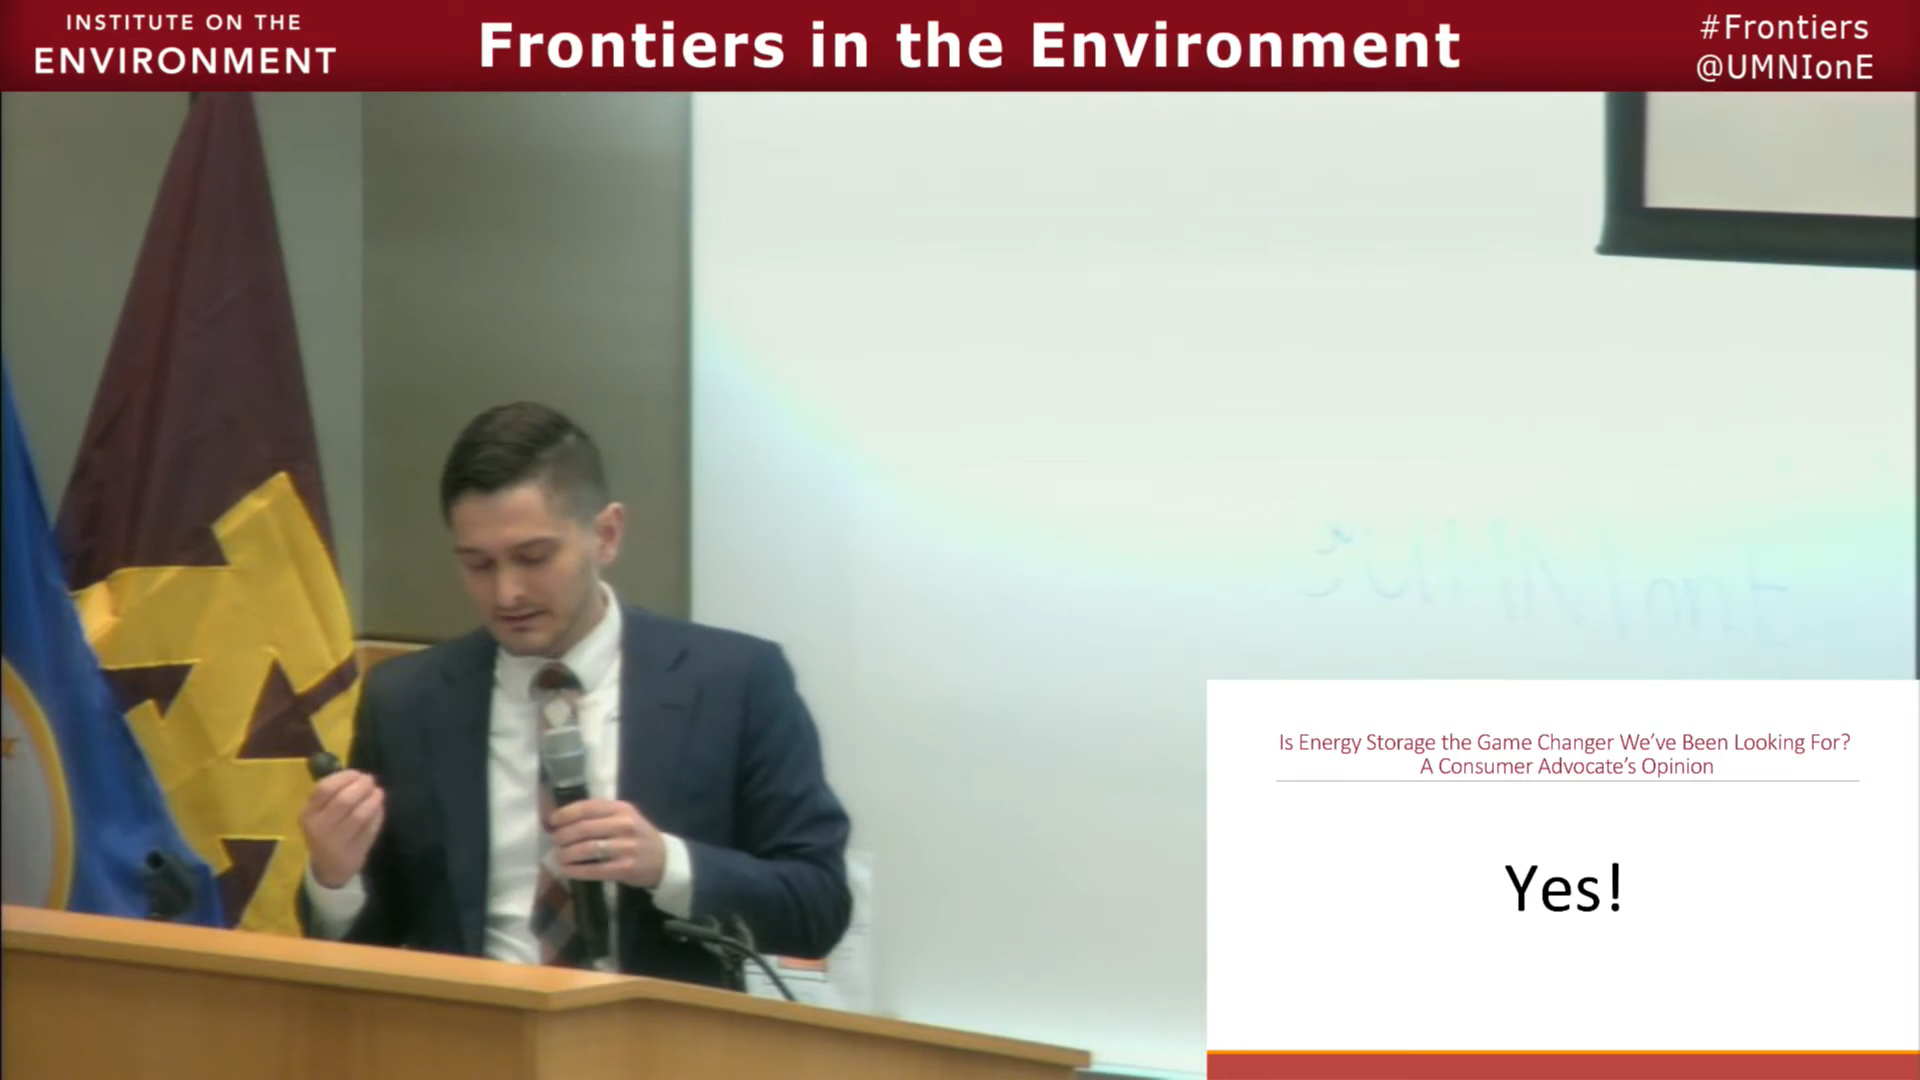 INSTITUTE ON THE
ENVIRONMENT
Frontiers in the Environment
#Frontiers
@UMNIonE
Is Energy Storage the Game Changer We've Been Looking For?
A Consumer Advocate's Opinion
Yes!